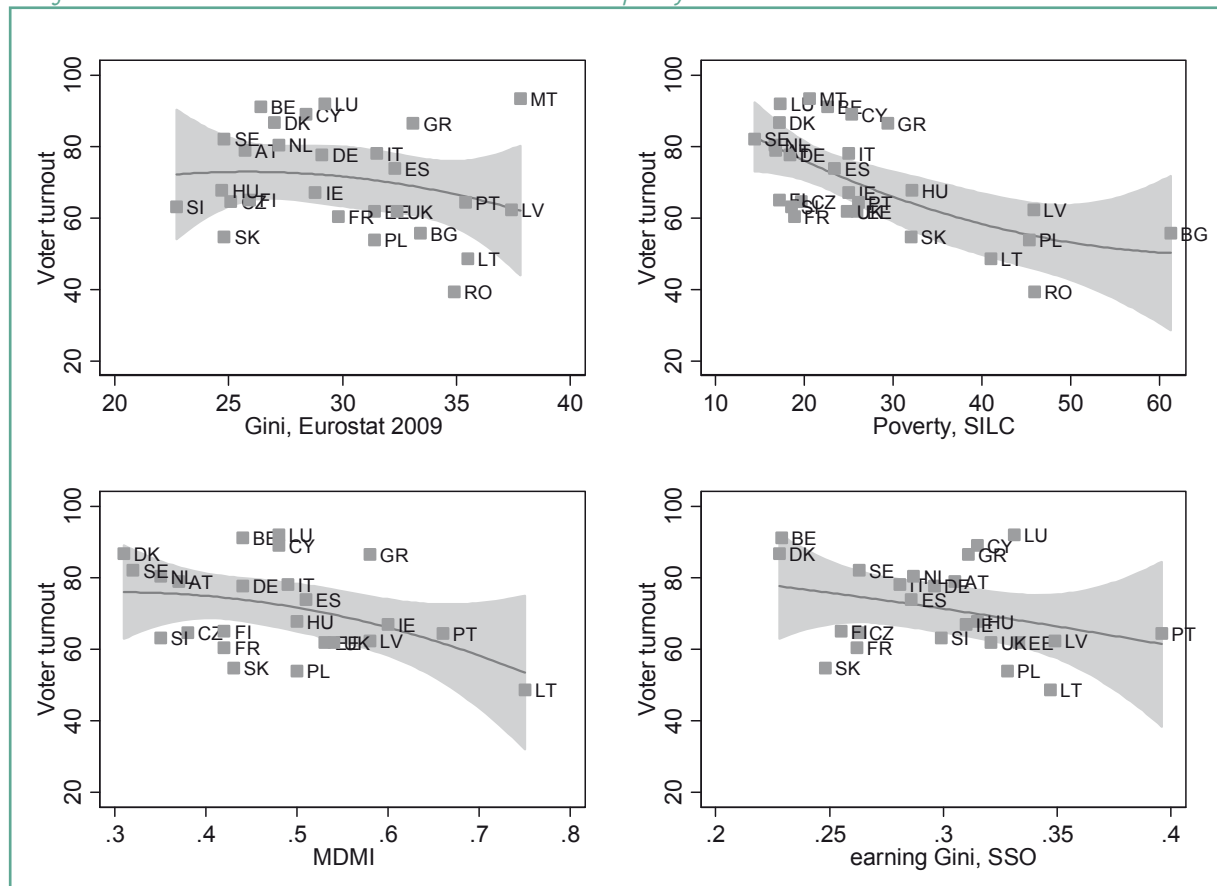 Voter turnout
100
80
60
40
20
BE
LU
CY
MT
DK
GR
SE
AT
NL
DE
IT
ES
HU
SI
CZ
FI
IE
FR
UK
PT
LV
SK
PL
BG
LT
RO
20 25 30 35 40
Gini, Eurostat 2009
Voter turnout
100
80
60
40
20
LU
MT
BE
CY
DK
GR
SE
NL
DE
IT
ES
IE
HU
FI
CZ
PT
SI
FR
UK
EE
LV
SK
PL
BG
LT
RO
10 20 30 40 50 60
Poverty, SILC
Voter turnout
100
80
60
40
20
BE
LU
CY
DK
GR
SE
NL
AT
DE
IT
ES
HU
IE
SI
CZ
FI
FR
UK
LV
PT
SK
PL
LT
.3 .4 .5 .6 .7 .8
MDMI
Voter turnout
100
80
60
40
20
BE
LU
DK
CY
GR
SE
NL
AT
IT
DE
ES
FI
CZ
IE
HU
SI
FR
UK
EE
LV
PT
SK
PL
LT
.2 .25 .3 .35 .4
earning Gini, SSO